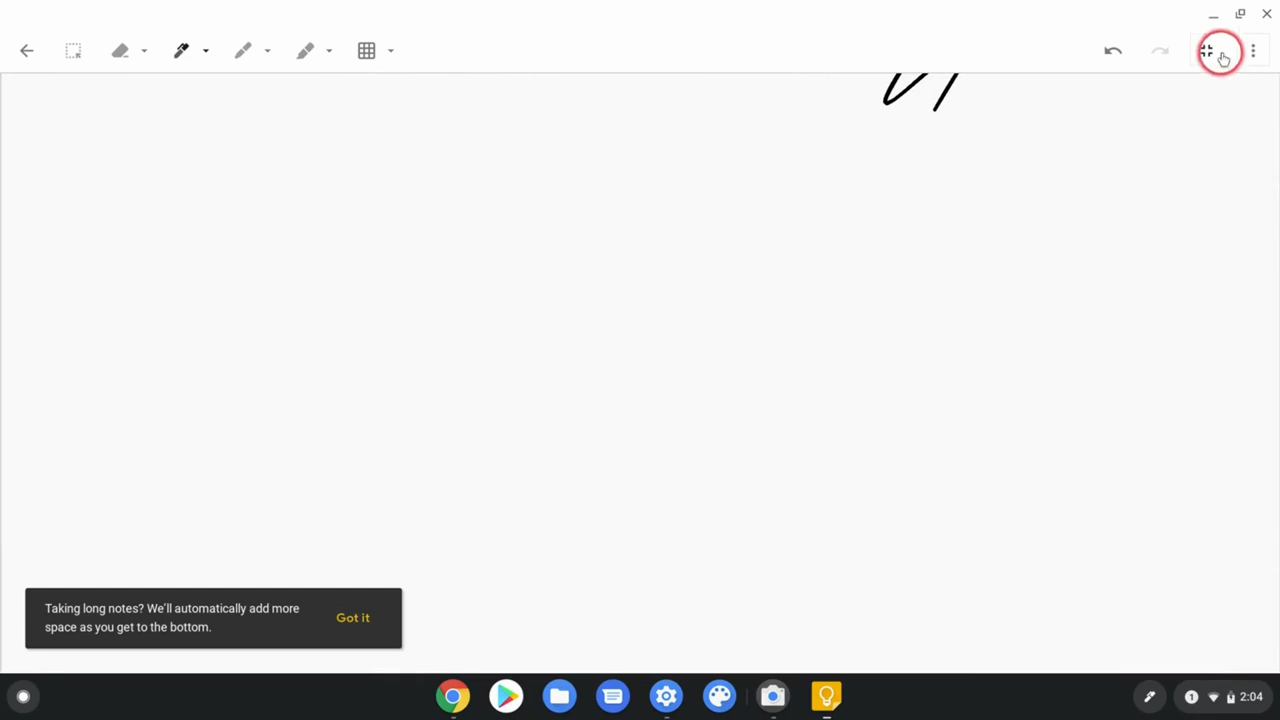 Taking long notes? We'll automatically add more
space as you get to the bottom.
Got it
1
2:04